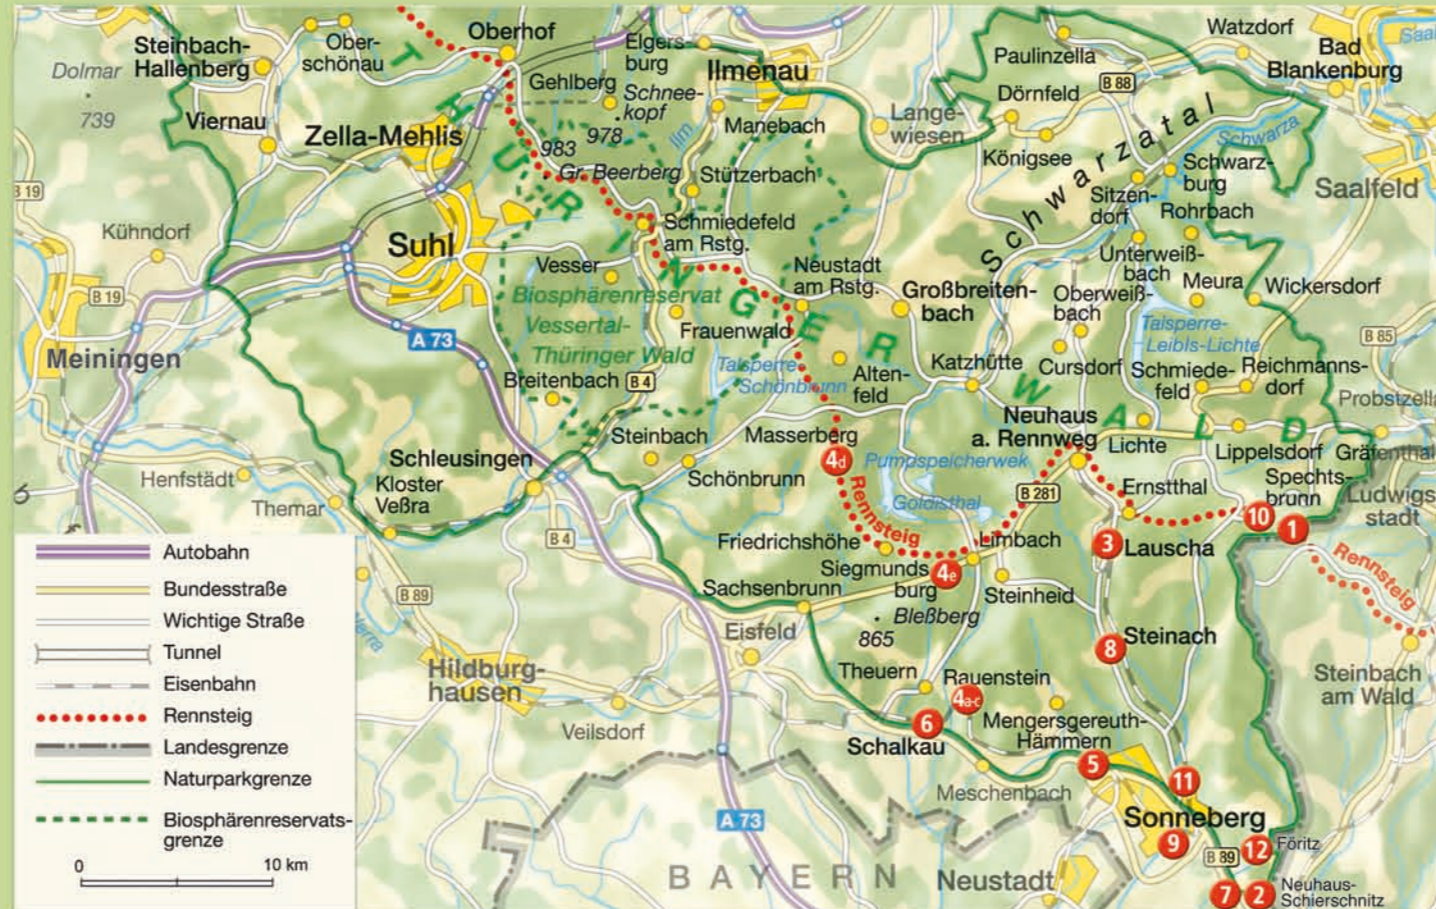 Steinbach-
Hallenberg
Ober-
schönau
Oberhof
Elgers-
burg
Ilmenau
Paulinzella
Watzdorf
Bad
Blankenburg
Dolmar
739
Viernau
Zella-Mehlis
Gehlberg
Schnee-
kopf
978
983
Gr. Beerberg
Ilm
Manebach
Lange-
wiesen
Dörnfeld
B 88
Königsee
Schwarzatal
Schwarza
Schwarz-
burg
Saalfeld
B 19
Kühndorf
Suhl
Stützerbach
Schmiedefeld
am Rstg.
Sitzen-
dorf
Rohrbach
Unterweiß-
bach
Meura
Wickersdorf
B 19
Meiningen
A 73
THÜRINGER WALD
Vesser
Biosphärenreservat
Vessertal-
Thüringer Wald
Frauenwald
Neustadt
am Rstg.
Großbreiten-
bach
Oberweiß-
bach
Talsperre-
Leibls-Lichte
B 85
Breitenbach
B 4
Talsperre
Schönbrunn
Alten-
feld
Katzhütte
Cursdorf
Schmiede-
feld
Reichmanns-
dorf
Probstzella
Steinbach
Schönbrunn
Masserberg
4d
Neuhaus
a. Rennweg
Lichte
Lippelsdorf
Gräfenthal
Henfstädt
Themar
Schleusingen
Kloster
Veßra
B 4
Pumpspeicherwek
Goldisthal
B 281
Ernstthal
Spechts-
brunn
Ludwigs-
stadt
10
1
Rennsteig
Friedrichshöhe
Siegmunds
burg
4e
Limbach
3
Lauscha
Rennsteig
B 89
Sachsenbrunn
Eisfeld
865
Bleßberg
Steinheid
8
Steinach
Steinbach
am Wald
Hildburg-
hausen
Veilsdorf
Theuern
Rauenstein
4a-c
6
Schalkau
Mengersgereuth-
Hämmern
5
Meschenbach
11
Sonneberg
9
B 89
12
Föritz
A 73
BAYERN
Neustadt
7
2
Neuhaus-
Schierschnitz
Autobahn
Bundesstraße
Wichtige Straße
Tunnel
Eisenbahn
Rennsteig
Landesgrenze
Naturparkgrenze
Biosphärenreservats-
grenze
0 10 km